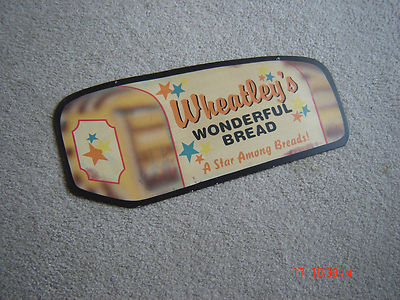 Wheatley's
WONDERFUL
BREAD
A Star Among Breads!